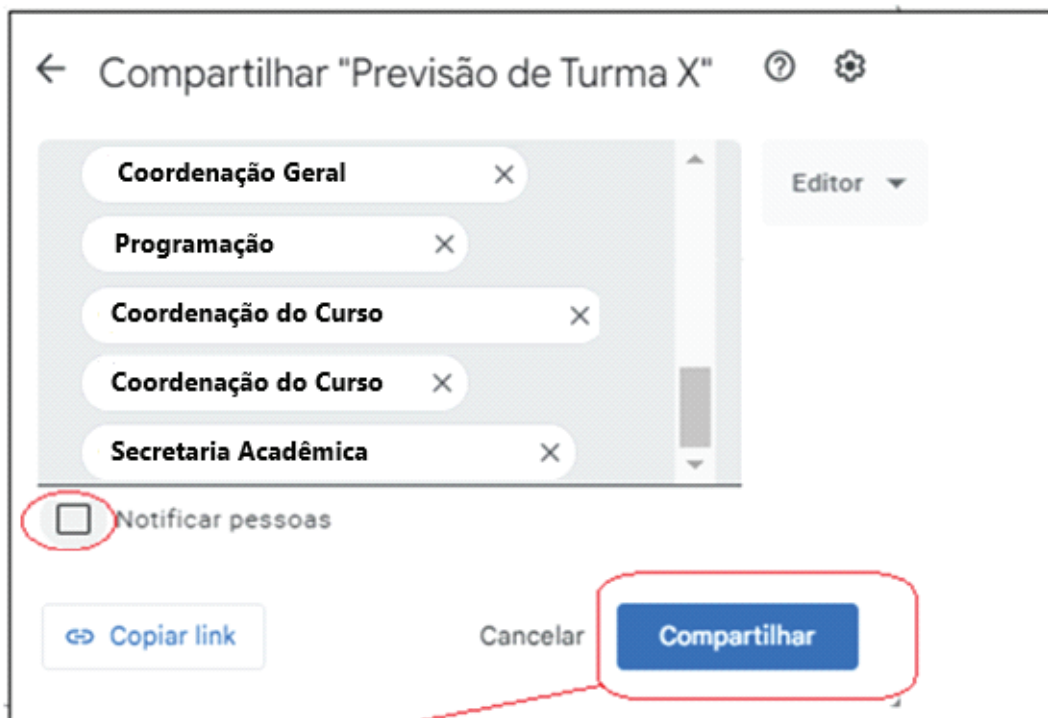 Compartilhar "Previsão de Turma X"
Coordenação Geral
Editor
Programação
Coordenação do Curso
Coordenação do Curso
Secretaria Acadêmica
Notificar pessoas
Copiar link
Cancelar
Compartilhar